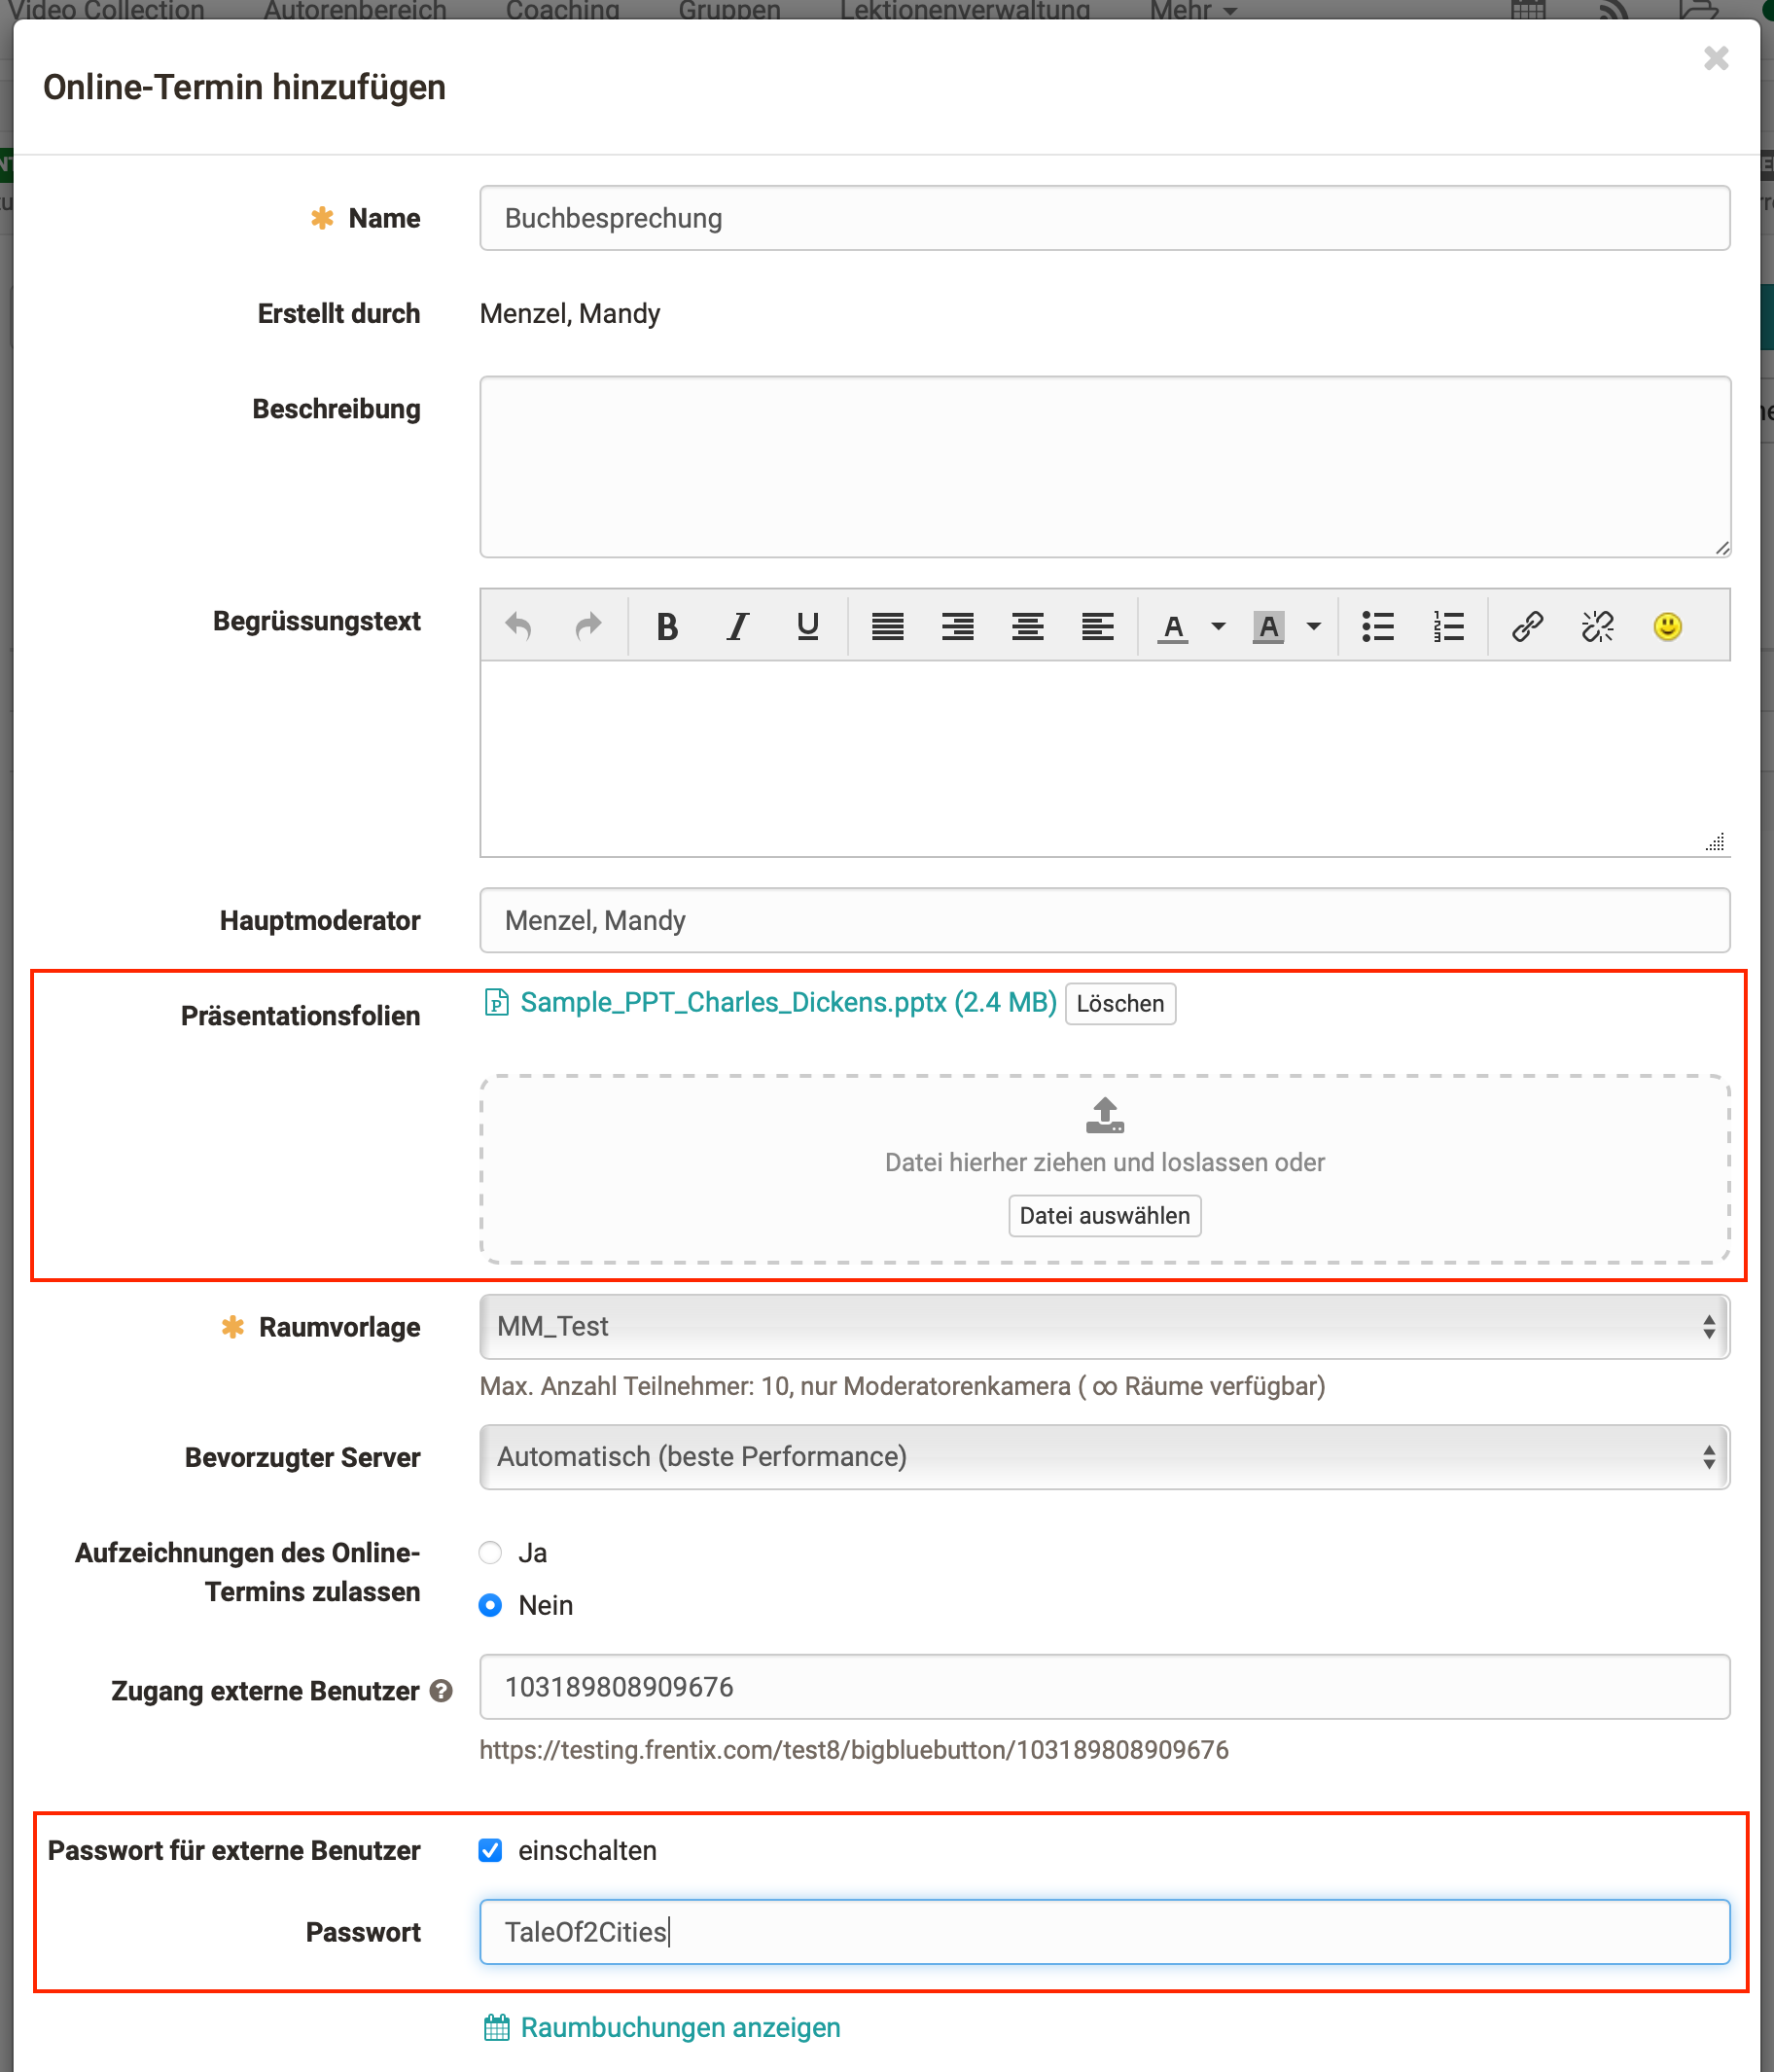 Video Collection Autorenbereich Coaching Gruppen Lektionenverwaltung Mehr
Online-Termin hinzufügen
Name Buchbesprechung
Erstellt durch Menzel, Mandy
Beschreibung
Begrüssungstext
Hauptmoderator Menzel, Mandy
Präsentationsfolien Sample_PPT_Charles_Dickens.pptx (2.4 MB) Löschen
Datei hierher ziehen und loslassen oder
Datei auswählen
Raumvorlage MM_Test
Max. Anzahl Teilnehmer: 10, nur Moderatorenkamera ( ∞ Räume verfügbar)
Bevorzugter Server Automatisch (beste Performance)
Aufzeichnungen des Online- Ja
Termins zulassen Nein
Zugang externe Benutzer 103189808909676
https://testing.frentix.com/test8/bigbluebutton/103189808909676
Passwort für externe Benutzer einschalten
Passwort TaleOf2Cities
Raumbuchungen anzeigen